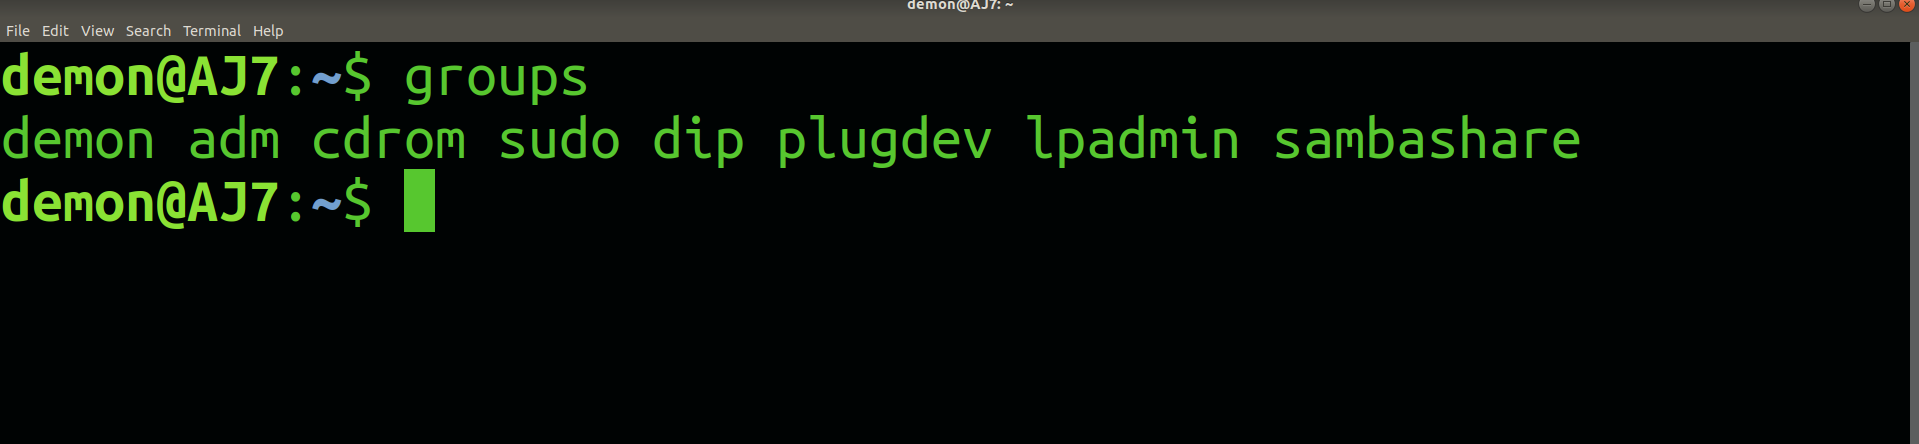 demon@AJ7: ~
File Edit View Search Terminal Help
demon@AJ7:~$ groups
demon adm cdrom sudo dip plugdev lpadmin sambashare
demon@AJ7:~$